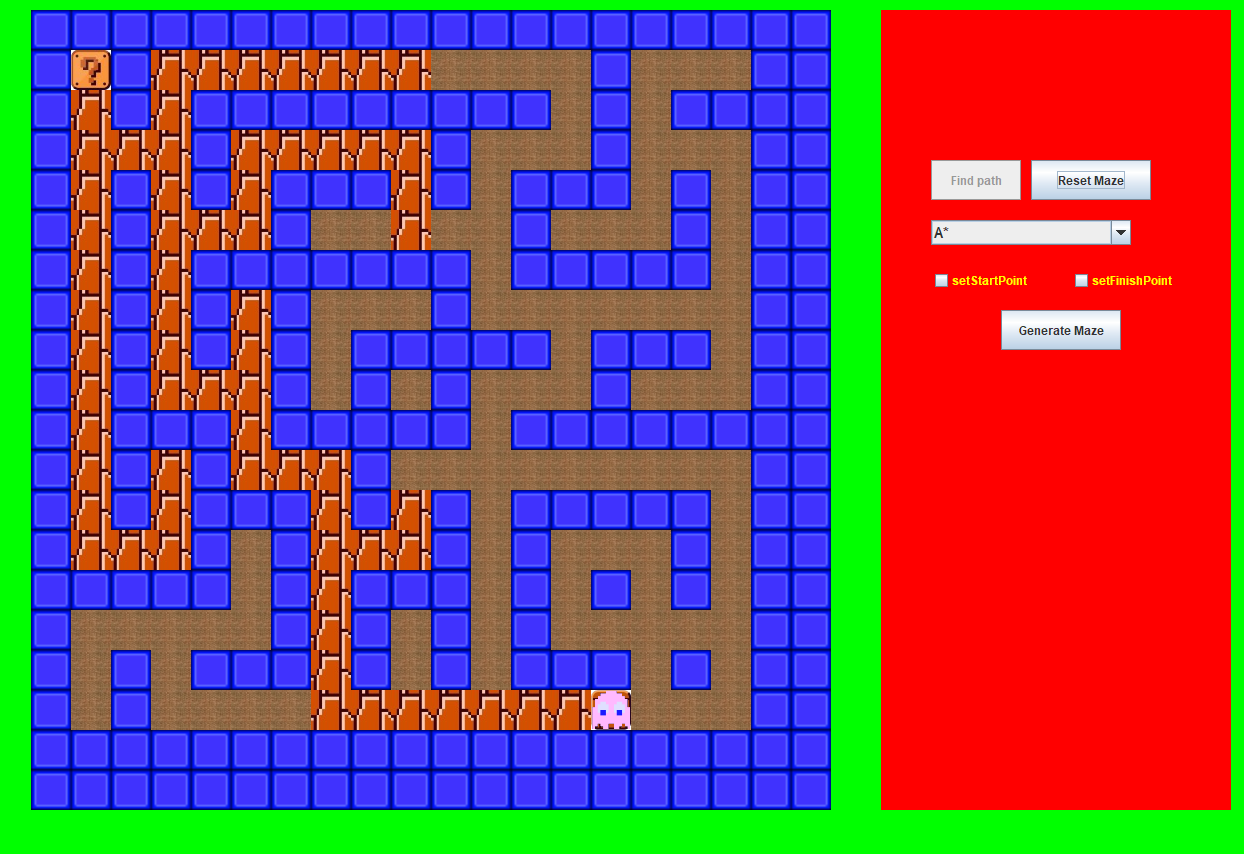 ?
Find path Reset Maze
A*
setStartPoint setFinishPoint
Generate Maze